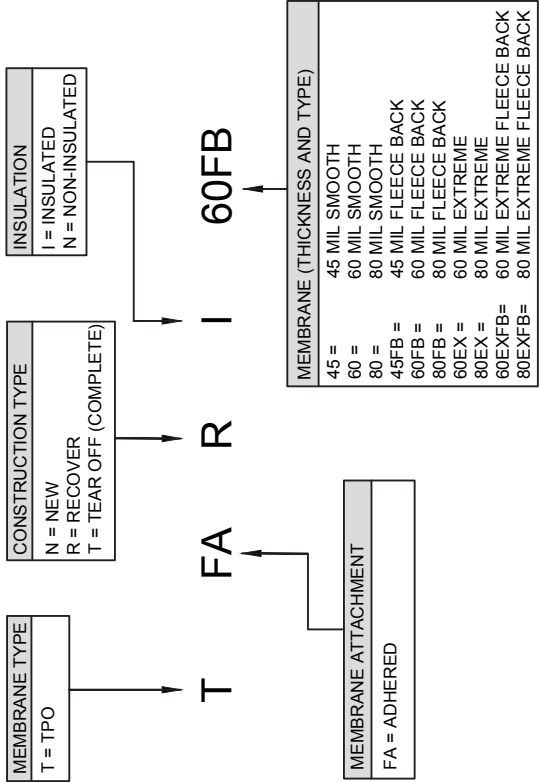 MEMBRANE TYPE
T = TPO
CONSTRUCTION TYPE
N = NEW
R = RECOVER
T = TEAR OFF (COMPLETE)
INSULATION
I = INSULATED
N = NON-INSULATED
T FA R I 60FB
MEMBRANE ATTACHMENT
FA = ADHERED
MEMBRANE (THICKNESS AND TYPE)
45 = 45 MIL SMOOTH
60 = 60 MIL SMOOTH
80 = 80 MIL SMOOTH
45FB = 45 MIL FLEECE BACK
60FB = 60 MIL FLEECE BACK
80FB = 80 MIL FLEECE BACK
60EX = 60 MIL EXTREME
80EX = 80 MIL EXTREME
60EXFB= 60 MIL EXTREME FLEECE BACK
80EXFB= 80 MIL EXTREME FLEECE BACK